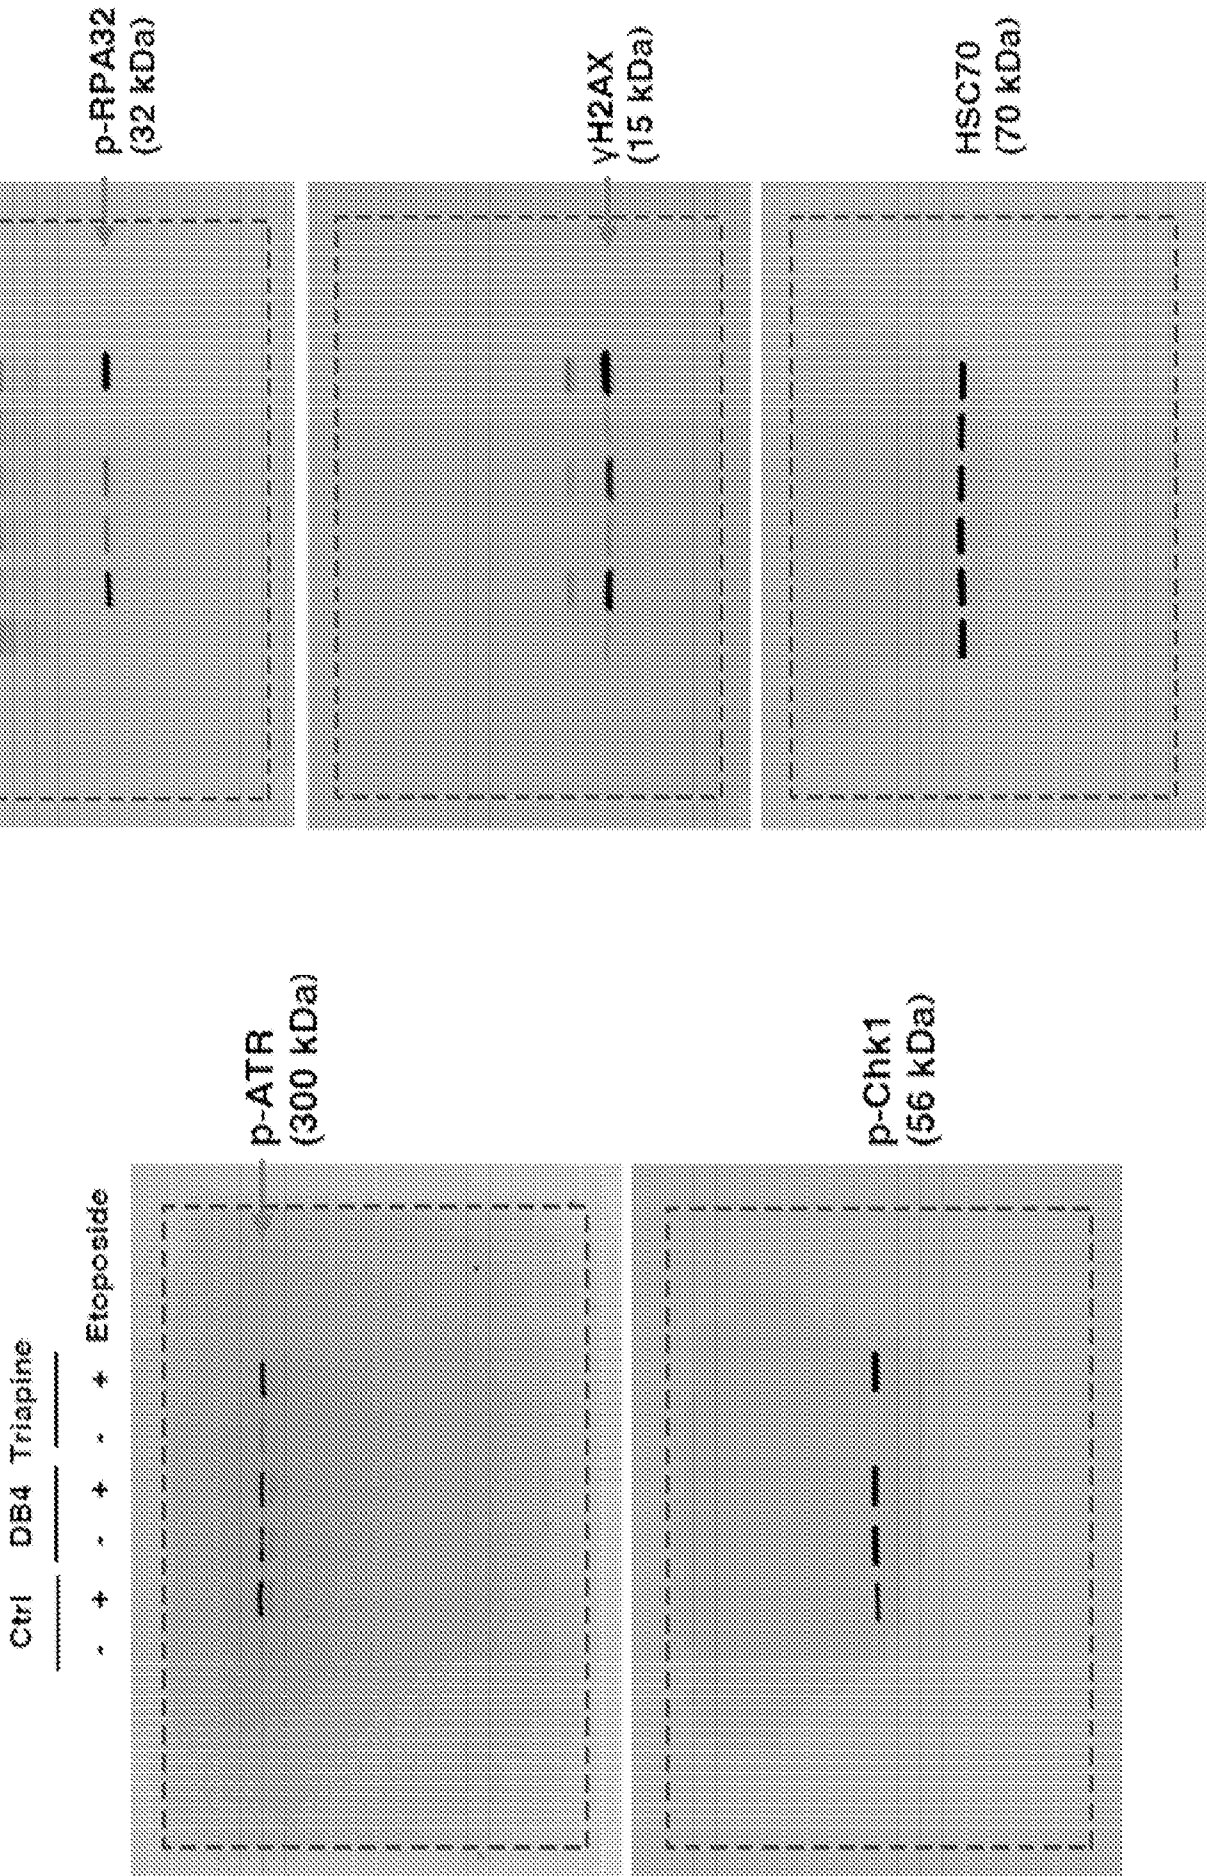 Ctrl DB4 Triapine
- + - + - + Etoposide
p-ATR
(300 kDa)
p-Chk1
(56 kDa)
p-RPA32
(32 kDa)
γH2AX
(15 kDa)
HSC70
(70 kDa)